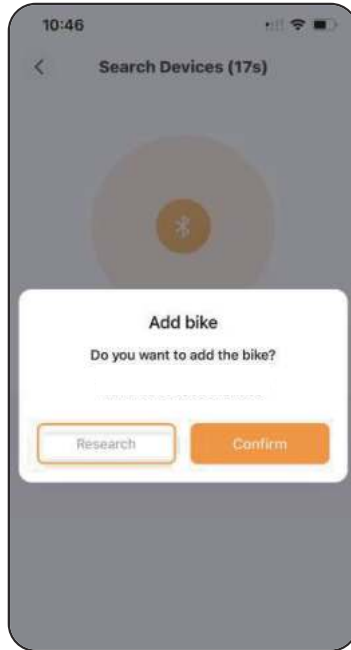 10:46
Search Devices (17s)
Add bike
Do you want to add the bike?
Research
Confirm